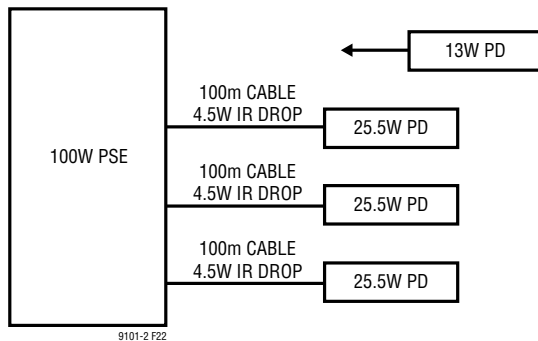 13W PD
100m CABLE
4.5W IR DROP
25.5W PD
100W PSE
100m CABLE
4.5W IR DROP
25.5W PD
100m CABLE
4.5W IR DROP
25.5W PD
9101-2 F22